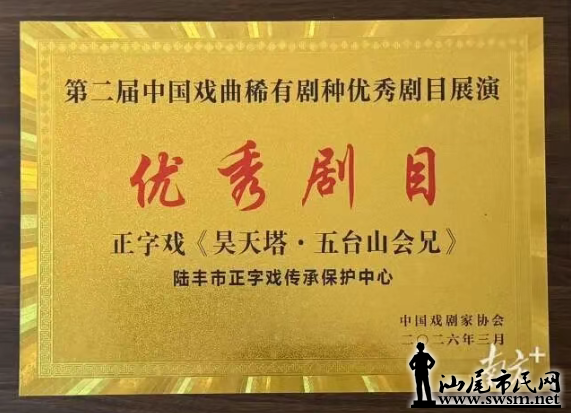 第二届中国戏曲稀有剧种优秀剧目展演
优秀剧目
正字戏《昊天塔·五台山会兄》
陆丰市正字戏传承保护中心
中国戏剧家协会
二〇二六年三月
南方+
汕尾市民网
www.swsm.net